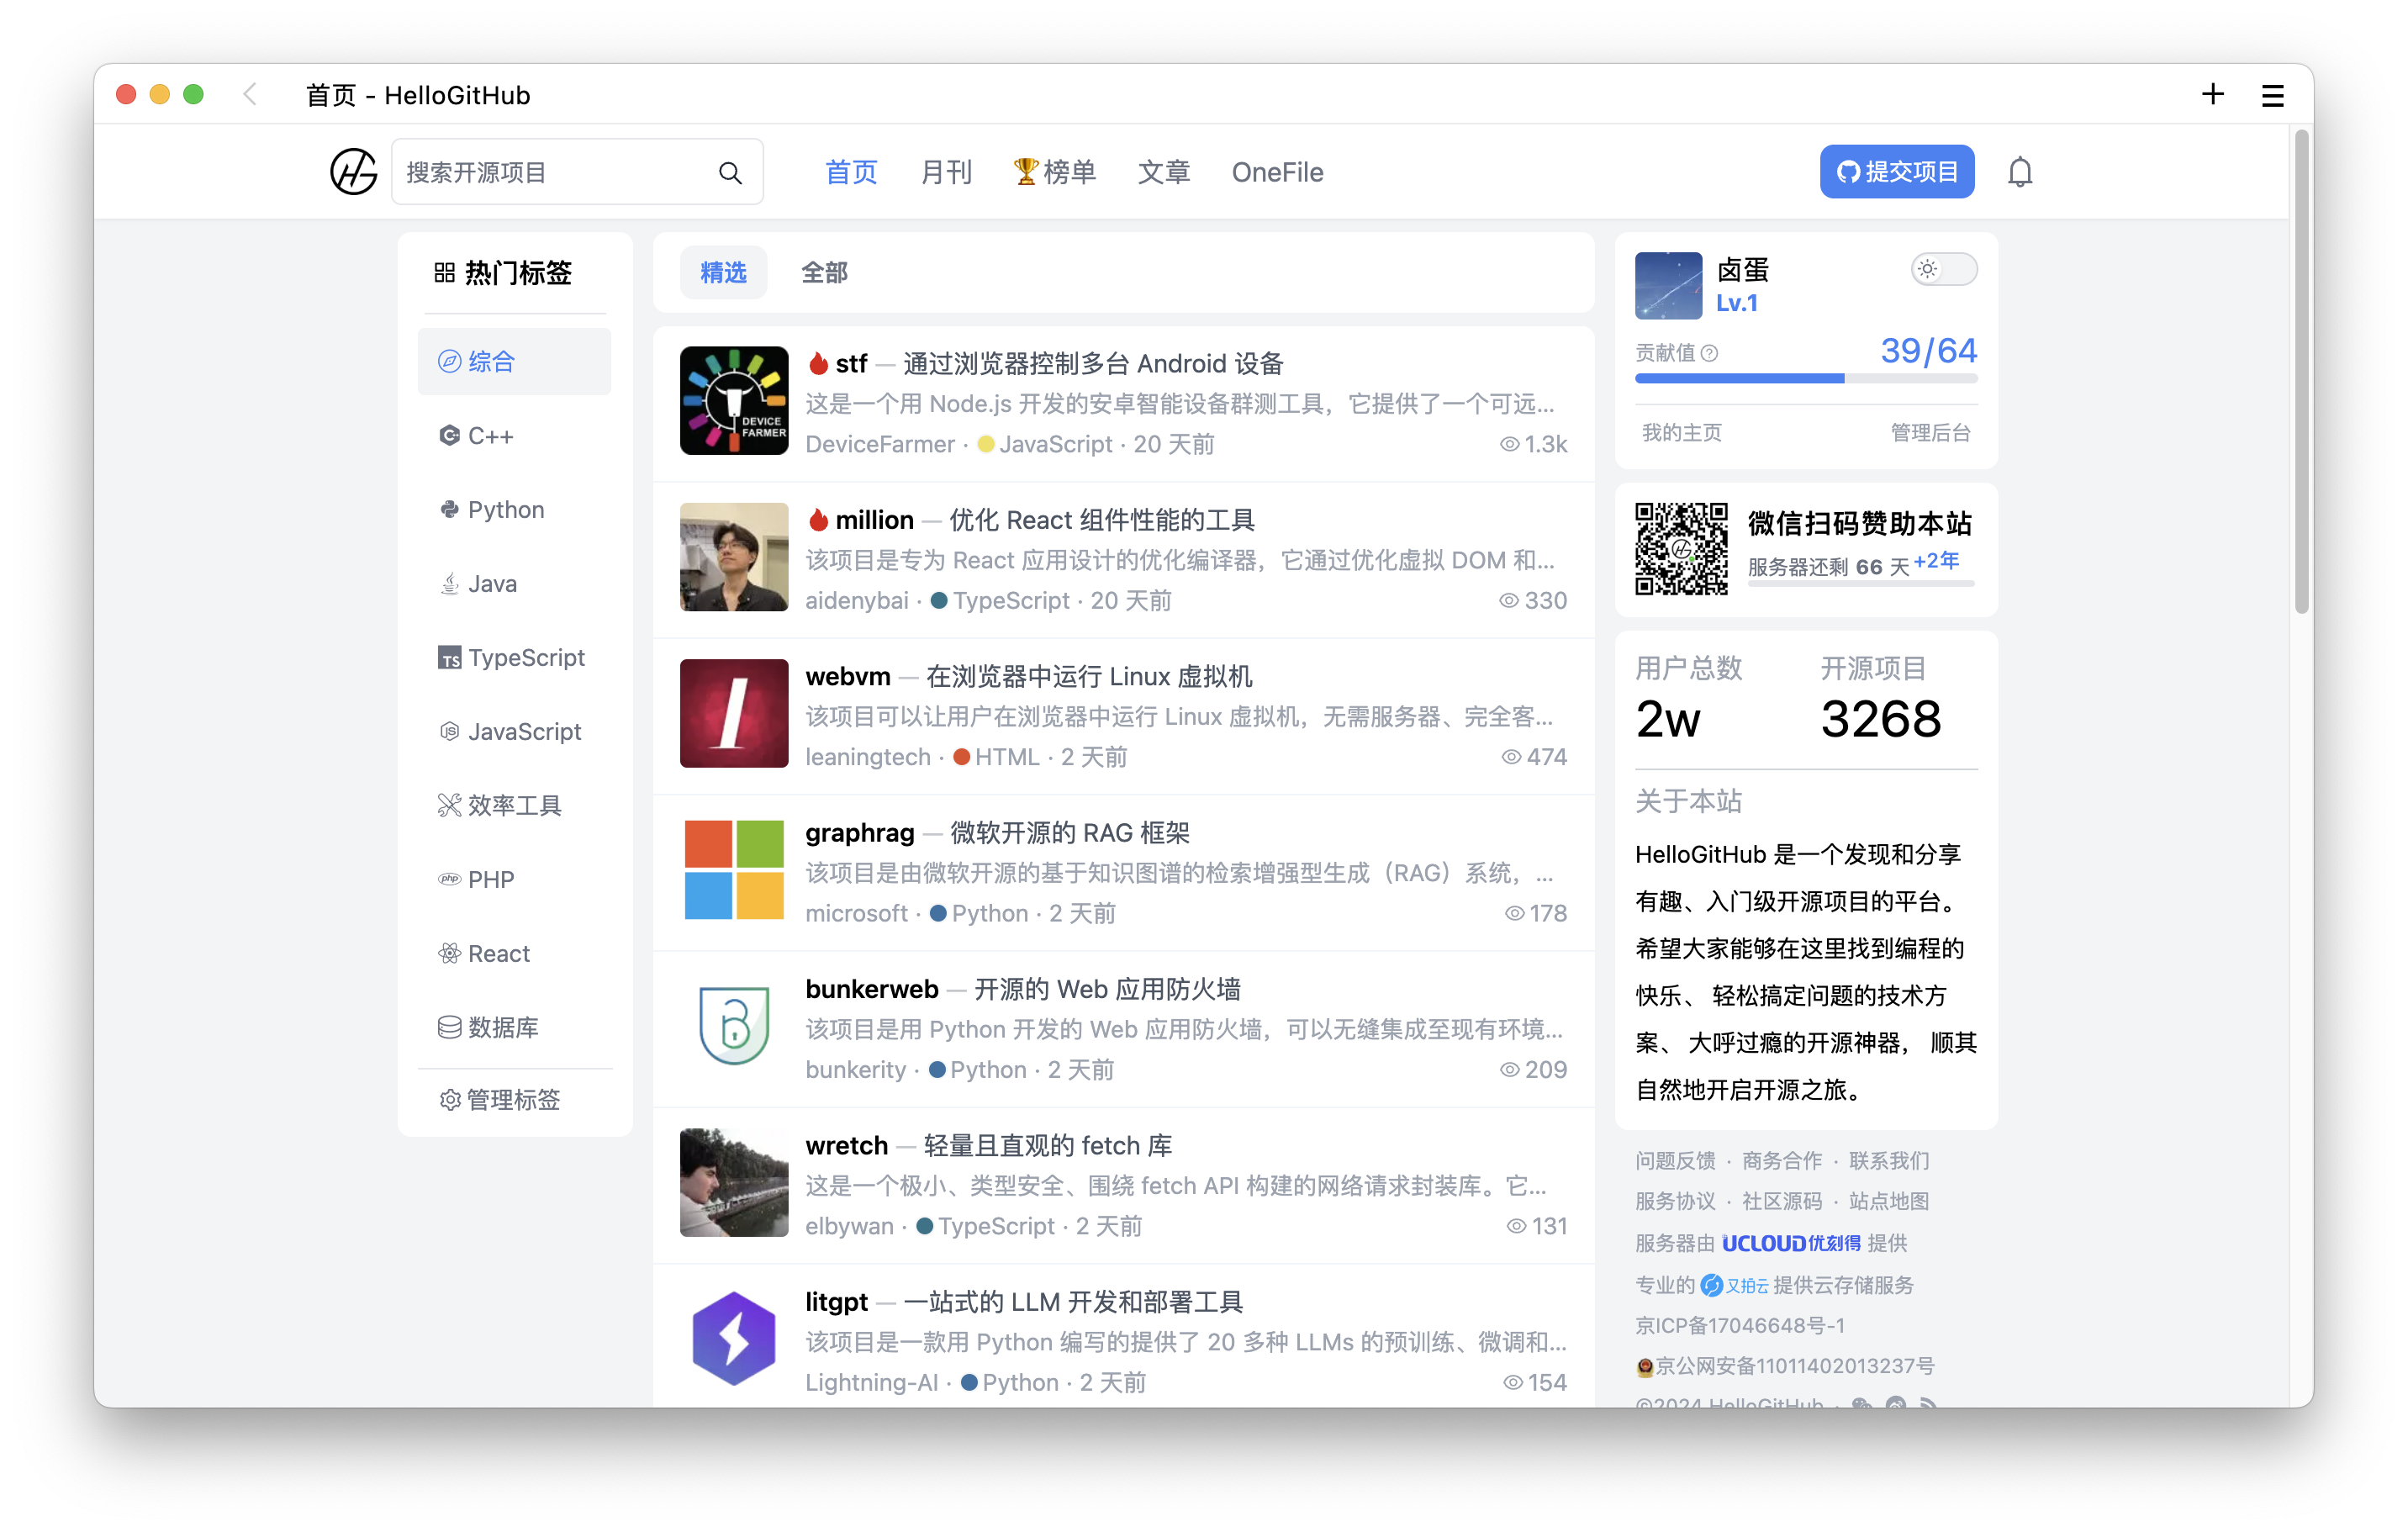 首页 - HelloGitHub
搜索开源项目
首页 月刊 榜单 文章 OneFile
提交项目
热门标签
综合
C++
Python
Java
TypeScript
JavaScript
效率工具
PHP
React
数据库
管理标签
精选 全部
DEVICE
FARMER
stf — 通过浏览器控制多台 Android 设备
这是一个用 Node.js 开发的安卓智能设备群测工具，它提供了一个可远...
DeviceFarmer · JavaScript · 20 天前 1.3k
million — 优化 React 组件性能的工具
该项目是专为 React 应用设计的优化编译器，它通过优化虚拟 DOM 和...
aidenybai · TypeScript · 20 天前 330
webvm — 在浏览器中运行 Linux 虚拟机
该项目可以让用户在浏览器中运行 Linux 虚拟机，无需服务器、完全客...
leaningtech · HTML · 2 天前 474
graphrag — 微软开源的 RAG 框架
该项目是由微软开源的基于知识图谱的检索增强型生成（RAG）系统，...
microsoft · Python · 2 天前 178
bunkerweb — 开源的 Web 应用防火墙
该项目是用 Python 开发的 Web 应用防火墙，可以无缝集成至现有环境...
bunkerity · Python · 2 天前 209
wretch — 轻量且直观的 fetch 库
这是一个极小、类型安全、围绕 fetch API 构建的网络请求封装库。它...
elbywan · TypeScript · 2 天前 131
litgpt — 一站式的 LLM 开发和部署工具
该项目是一款用 Python 编写的提供了 20 多种 LLMs 的预训练、微调和...
Lightning-AI · Python · 2 天前 154
卤蛋
Lv.1
贡献值 39/64
我的主页 管理后台
微信扫码赞助本站
服务器还剩 66 天 +2年
用户总数 开源项目
2w 3268
关于本站
HelloGitHub 是一个发现和分享
有趣、入门级开源项目的平台。
希望大家能够在这里找到编程的
快乐、 轻松搞定问题的技术方
案、 大呼过瘾的开源神器， 顺其
自然地开启开源之旅。
问题反馈 · 商务合作 · 联系我们
服务协议 · 社区源码 · 站点地图
服务器由 UCLOUD优刻得 提供
专业的 又拍云 提供云存储服务
京ICP备17046648号-1
京公网安备11011402013237号
©2024 HelloGitHub ·